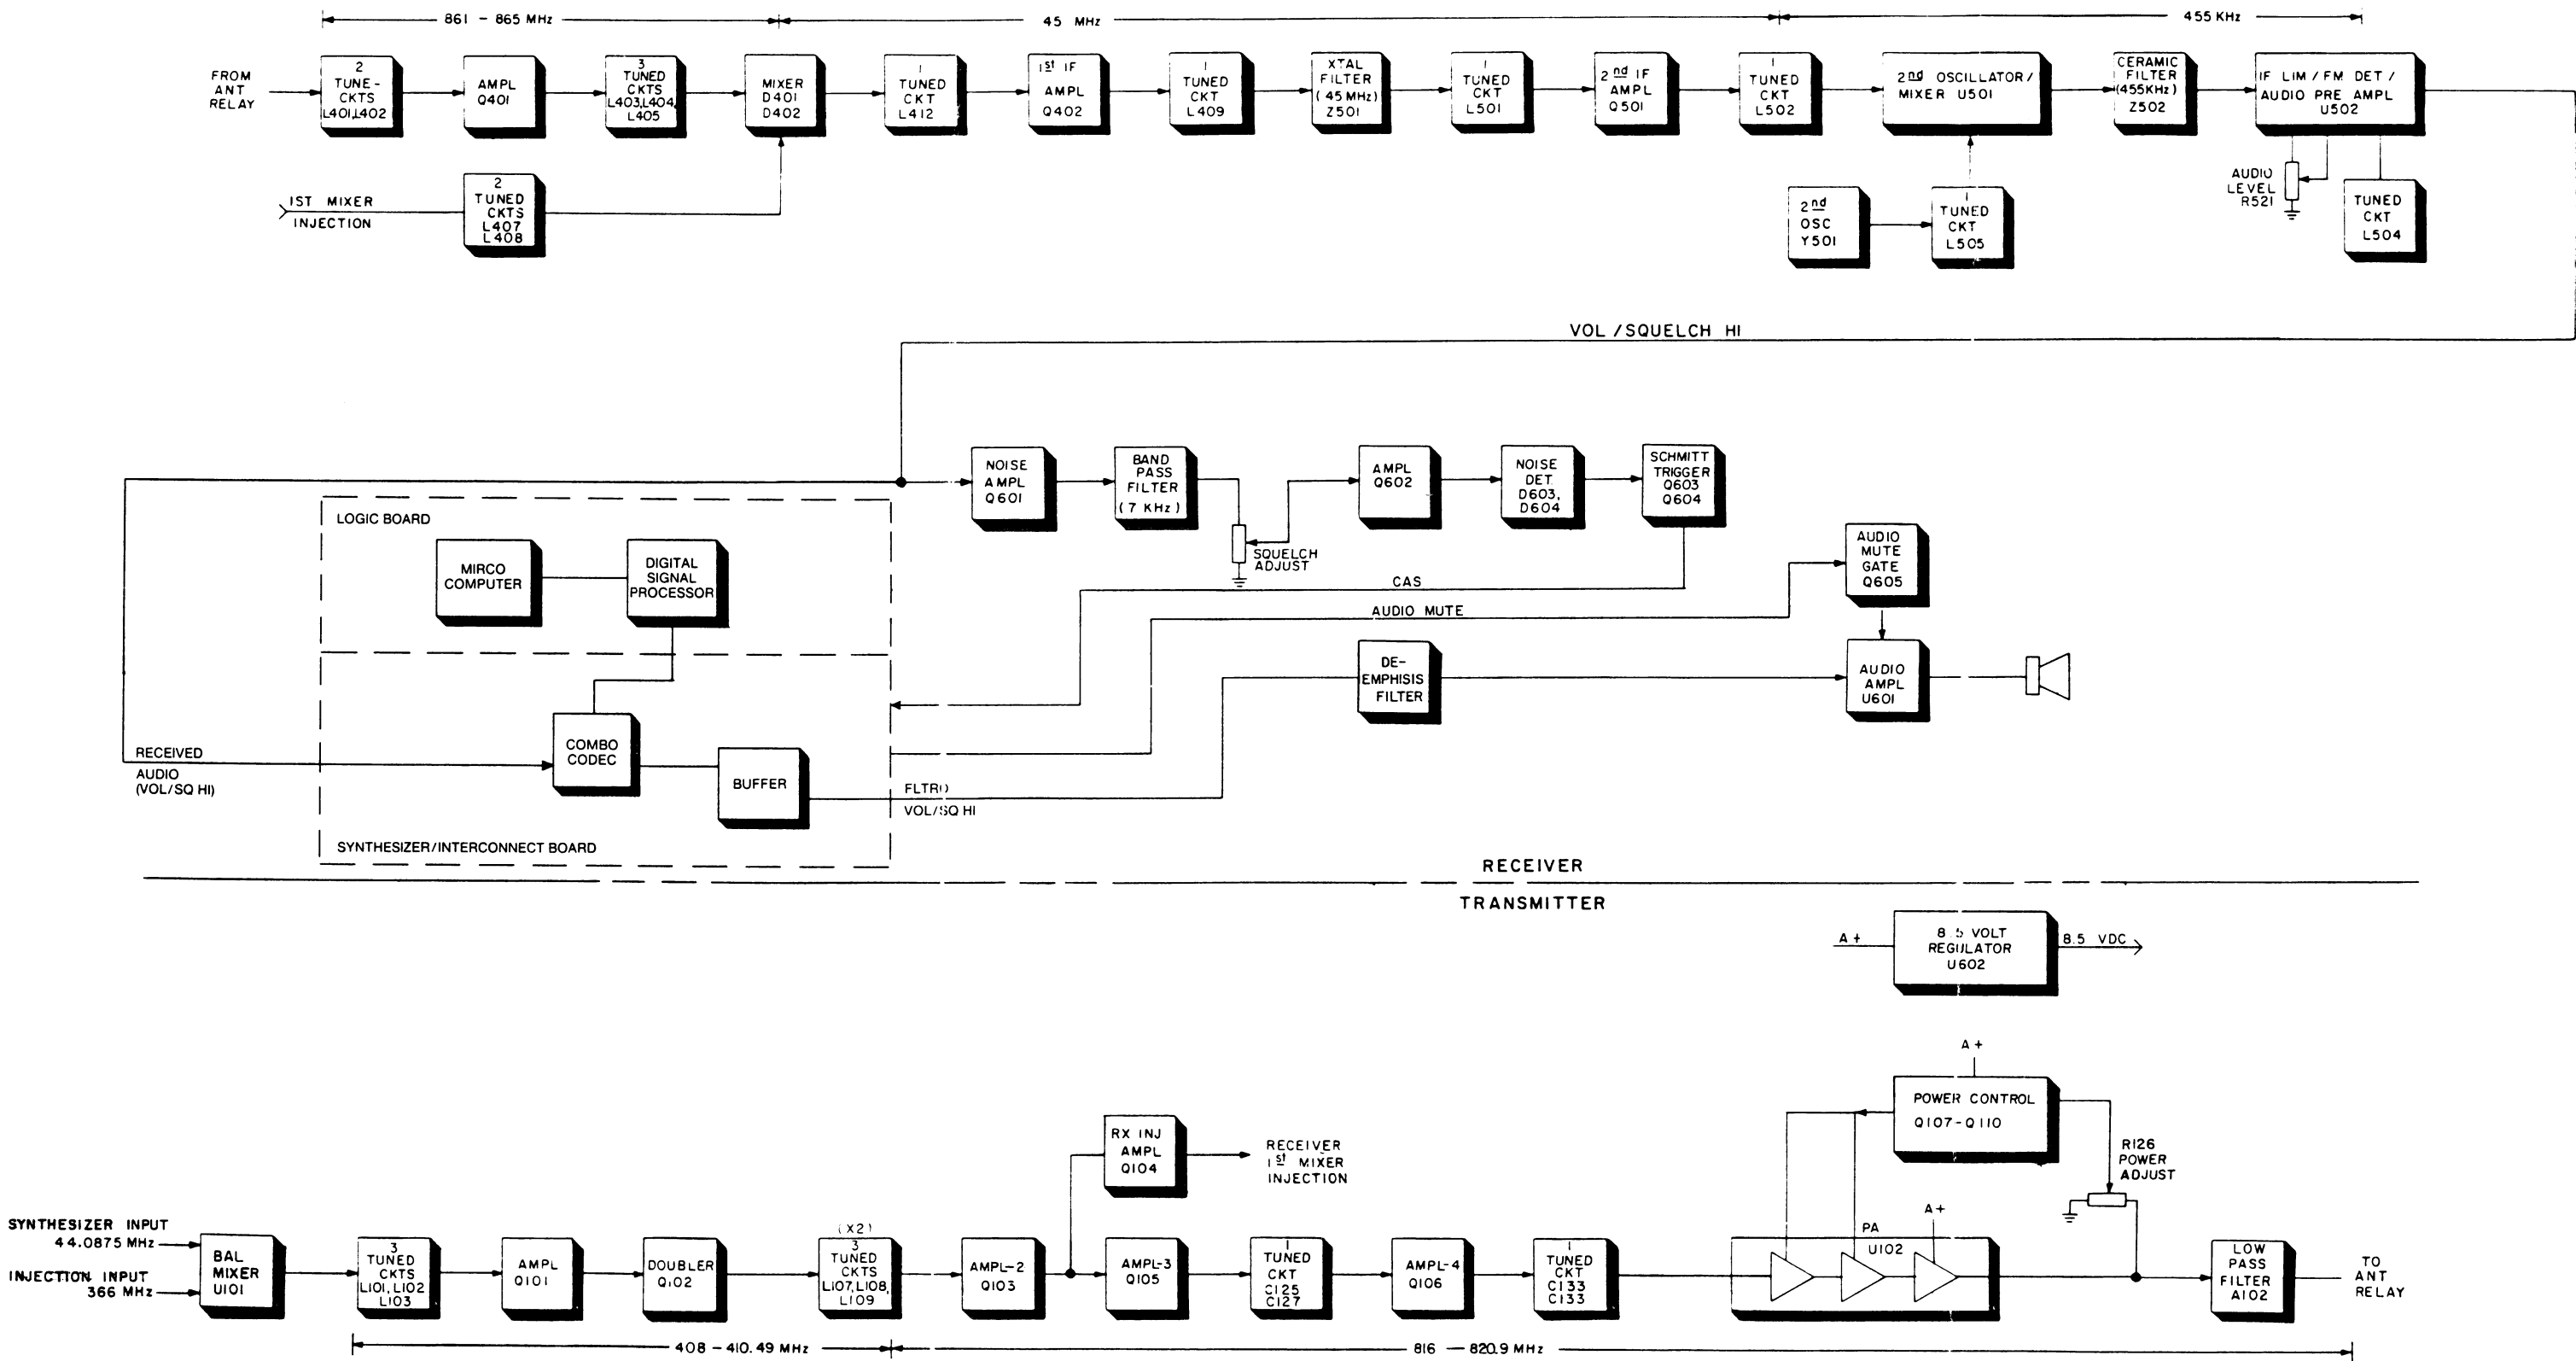 861 - 865 MHz
45 MHz
455 KHz
FROM
ANT
RELAY
2
TUNE-
CKTS
L401,L402
AMPL
Q401
3
TUNED
CKTS
L403,L404,
L405
MIXER
D401
D402
1
TUNED
CKT
L412
1st IF
AMPL
Q402
1
TUNED
CKT
L409
XTAL
FILTER
(45 MHz)
Z501
1
TUNED
CKT
L501
2nd IF
AMPL
Q501
1
TUNED
CKT
L502
2nd OSCILLATOR/
MIXER U501
CERAMIC
FILTER
(455KHz)
Z502
IF LIM / FM DET /
AUDIO PRE AMPL
U502
1ST MIXER
INJECTION
2
TUNED
CKTS
L407
L408
2nd
OSC
Y501
1
TUNED
CKT
L505
AUDIO
LEVEL
R521
TUNED
CKT
L504
VOL / SQUELCH HI
NOISE
AMPL
Q601
BAND
PASS
FILTER
(7 KHz)
SQUELCH
ADJUST
AMPL
Q602
NOISE
DET
D603,
D604
SCHMITT
TRIGGER
Q603
Q604
LOGIC BOARD
MIRCO
COMPUTER
DIGITAL
SIGNAL
PROCESSOR
CAS
AUDIO MUTE
AUDIO
MUTE
GATE
Q605
DE-
EMPHISIS
FILTER
AUDIO
AMPL
U601
RECEIVED
AUDIO
(VOL/SQ HI)
COMBO
CODEC
BUFFER
FLTRD
VOL/SQ HI
SYNTHESIZER/INTERCONNECT BOARD
RECEIVER
TRANSMITTER
A+
8.5 VOLT
REGULATOR
U602
8.5 VDC
A+
POWER CONTROL
Q107-Q110
R126
POWER
ADJUST
RX INJ
AMPL
Q104
RECEIVER
1st MIXER
INJECTION
SYNTHESIZER INPUT
44.0875 MHz
INJECTION INPUT
366 MHz
BAL
MIXER
U101
3
TUNED
CKTS
L101, L102
L103
AMPL
Q101
DOUBLER
Q102
(X2)
3
TUNED
CKTS
L107,L108,
L109
AMPL-2
Q103
AMPL-3
Q105
1
TUNED
CKT
C125
C127
AMPL-4
Q106
1
TUNED
CKT
C133
C133
PA
U102
A+
LOW
PASS
FILTER
A102
TO
ANT
RELAY
408 - 410.49 MHz
816 - 820.9 MHz